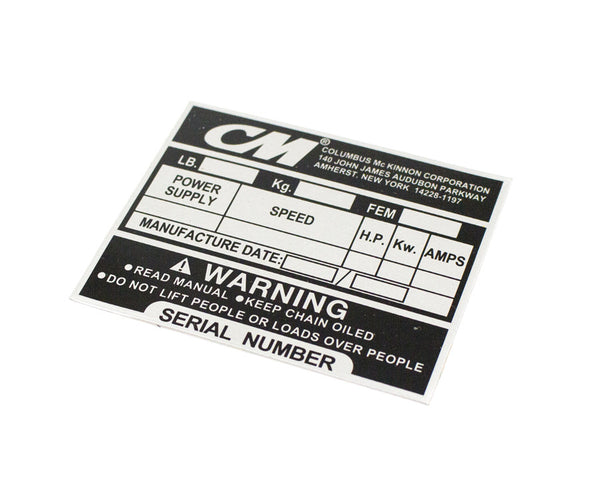 CM®
COLUMBUS Mc KINNON CORPORATION
140 JOHN JAMES AUDUBON PARKWAY
AMHERST, NEW YORK 14228-1197
LB. Kg. FEM
POWER SUPPLY SPEED H.P. Kw. AMPS
MANUFACTURE DATE: /
⚠ WARNING
•READ MANUAL •KEEP CHAIN OILED
•DO NOT LIFT PEOPLE OR LOADS OVER PEOPLE
SERIAL NUMBER